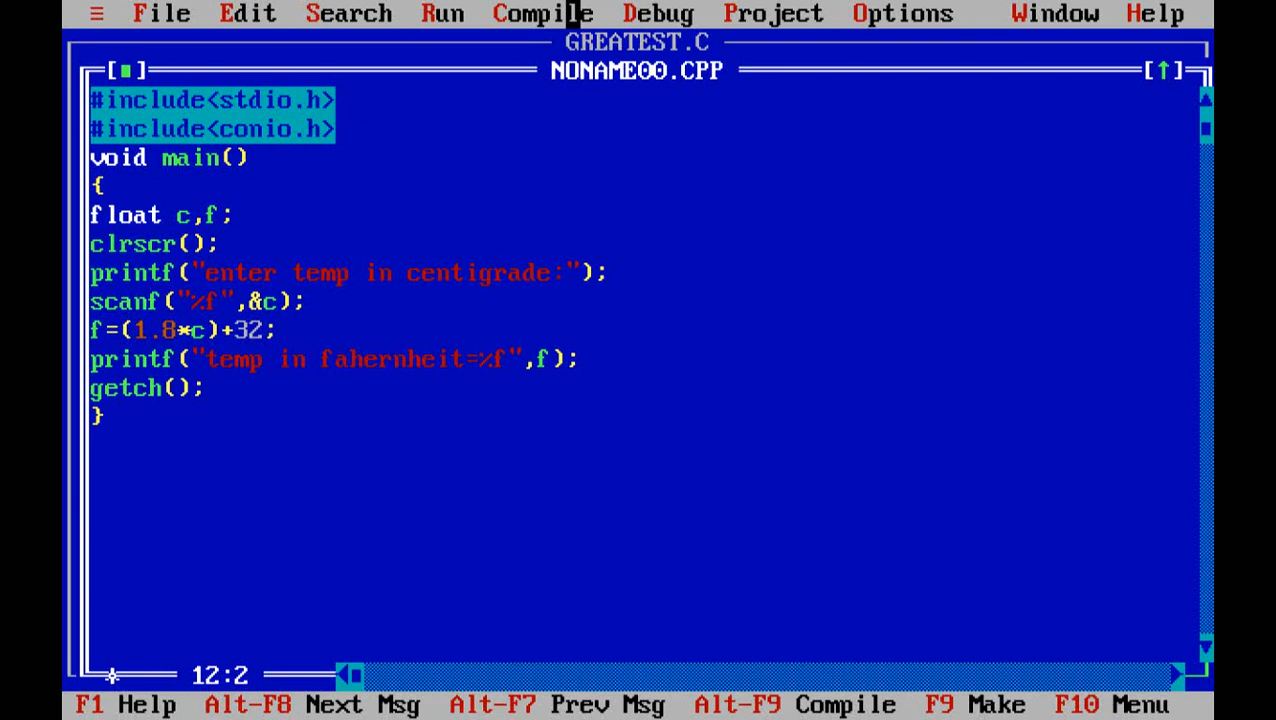 ≡ File Edit Search Run Compile Debug Project Options Window Help
GREATEST.C
[■] NONAME00.CPP [↑]
#include<stdio.h>
#include<conio.h>
void main()
{
float c,f;
clrscr();
printf("enter temp in centigrade:");
scanf("%f",&c);
f=(1.8*c)+32;
printf("temp in fahernheit=%f",f);
getch();
}
12:2
F1 Help Alt-F8 Next Msg Alt-F7 Prev Msg Alt-F9 Compile F9 Make F10 Menu